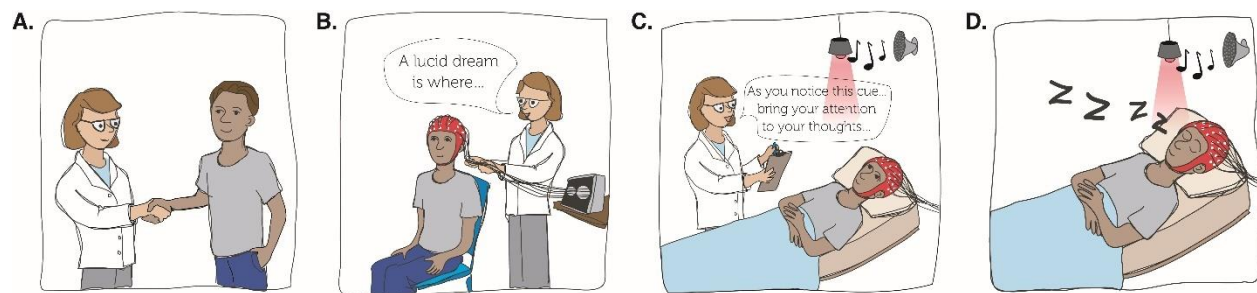 A.
B.
A lucid dream
is where...
C.
As you notice this cue...
bring your attention
to your thoughts...
D.
z z z z